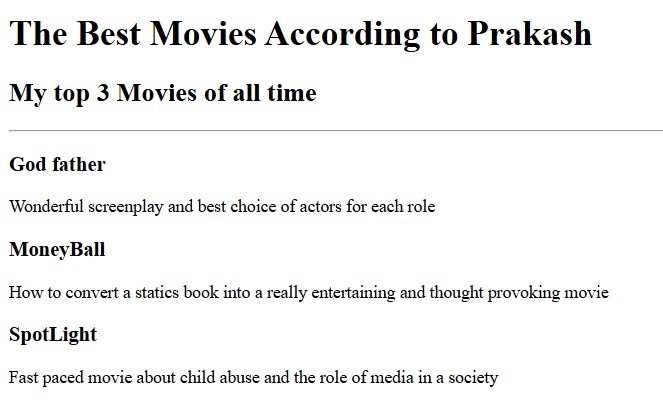 The Best Movies According to Prakash
My top 3 Movies of all time
God father
Wonderful screenplay and best choice of actors for each role
MoneyBall
How to convert a statics book into a really entertaining and thought provoking movie
SpotLight
Fast paced movie about child abuse and the role of media in a society